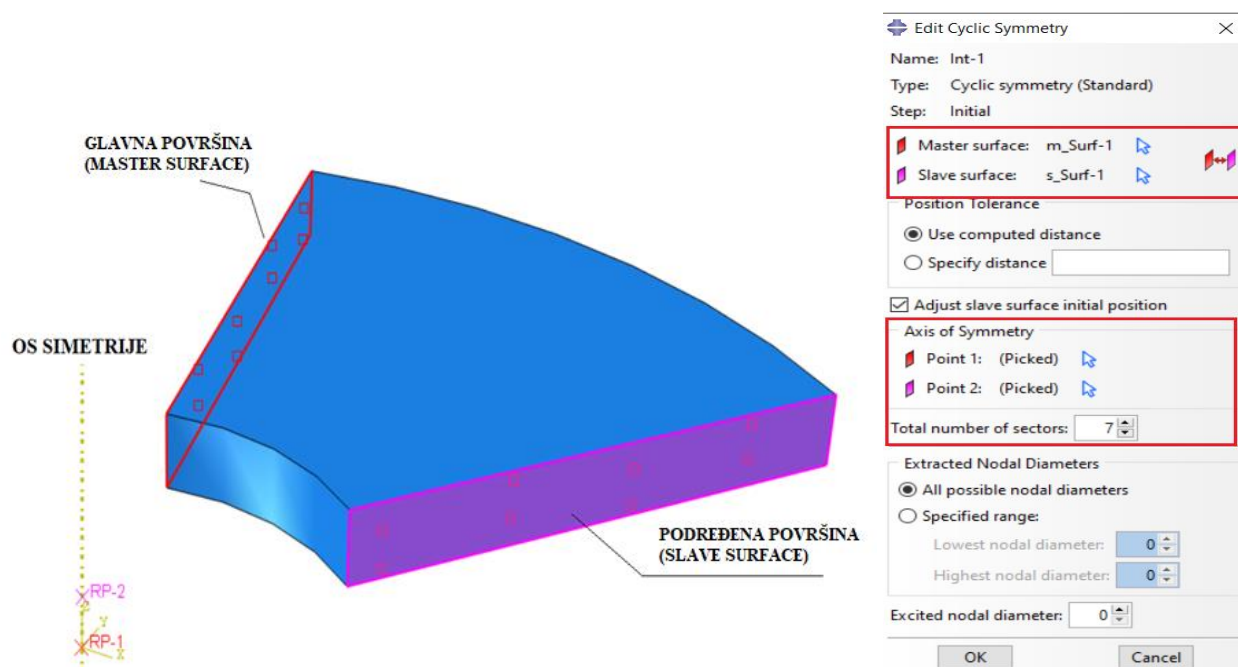 GLAVNA POVRŠINA
(MASTER SURFACE)
OS SIMETRIJE
PODREĐENA POVRŠINA
(SLAVE SURFACE)
RP-2
Z
Y
X
RP-1
Edit Cyclic Symmetry
Name: Int-1
Type: Cyclic symmetry (Standard)
Step: Initial
Master surface: m_Surf-1
Slave surface: s_Surf-1
Position Tolerance
Use computed distance
Specify distance
Adjust slave surface initial position
Axis of Symmetry
Point 1: (Picked)
Point 2: (Picked)
Total number of sectors: 7
Extracted Nodal Diameters
All possible nodal diameters
Specified range:
Lowest nodal diameter: 0
Highest nodal diameter: 0
Excited nodal diameter: 0
OK Cancel